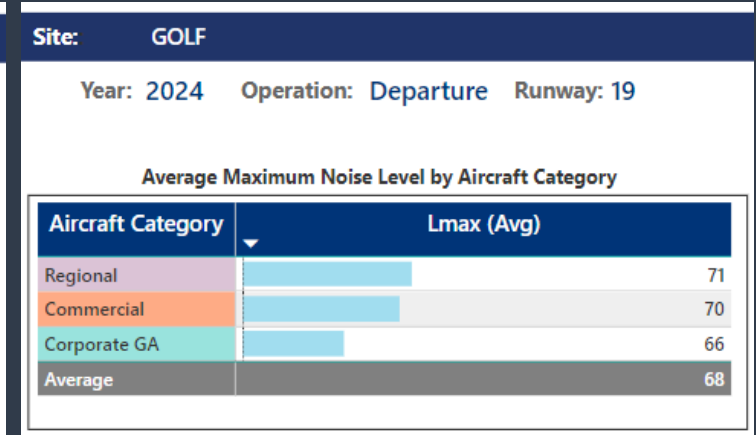 Site: GOLF
Year: 2024 Operation: Departure Runway: 19
Average Maximum Noise Level by Aircraft Category
Aircraft Category Lmax (Avg)
Regional 71
Commercial 70
Corporate GA 66
Average 68